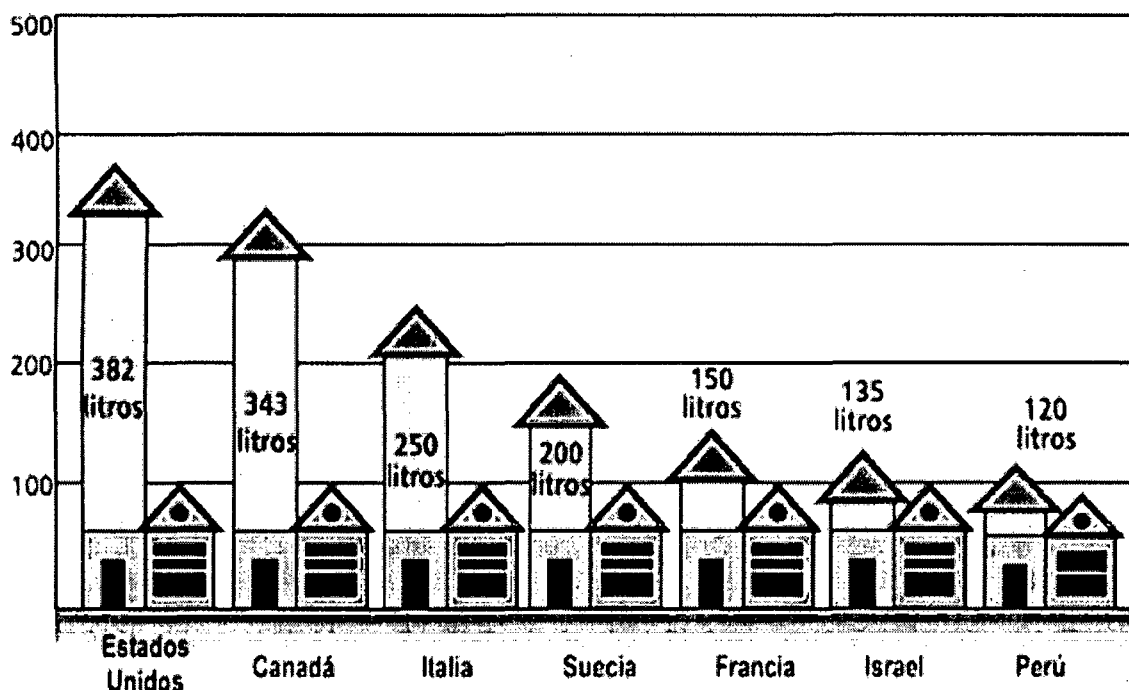 500
400
300
200
100
382
litros
343
litros
250
litros
200
litros
150
litros
135
litros
120
litros
Estados
Unidos
Canadá
Italia
Suecia
Francia
Israel
Perú